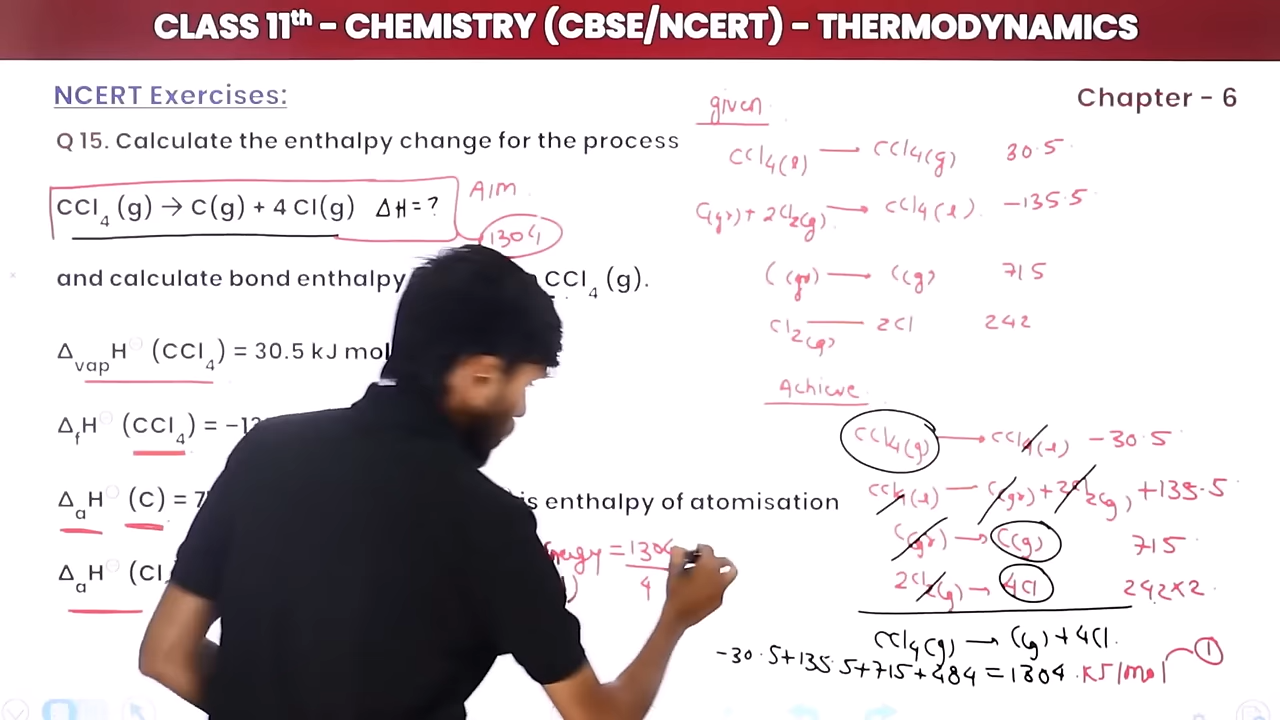 CLASS 11th - CHEMISTRY (CBSE/NCERT) - THERMODYNAMICS
NCERT Exercises:
Chapter - 6
Q 15. Calculate the enthalpy change for the process
CCl4 (g) → C(g) + 4 Cl(g) ΔH = ?
AIM
1304
and calculate bond enthalpy
CCl4 (g).
ΔvapH⊖ (CCl4) = 30.5 kJ mol
ΔfH⊖ (CCl4) = -13
ΔaH⊖ (C) = 7
is enthalpy of atomisation
ΔaH⊖ (Cl
= 130
4
given
CCl4(l) — CCl4(g) 30.5
C(gr) + 2Cl2(g) → CCl4(l) -135.5
C(gr) → C(g) 715
Cl2(g) — 2Cl 242
Achieve
CCl4(g) → CCl4(l) -30.5
CCl4(l) — C(gr) + 2Cl2(g) +135.5
C(gr) → C(g) 715
2Cl2(g) → 4Cl 242×2
CCl4(g) → C(g) + 4Cl
-30.5+135.5+715+484 = 1304 KJ/mol 1